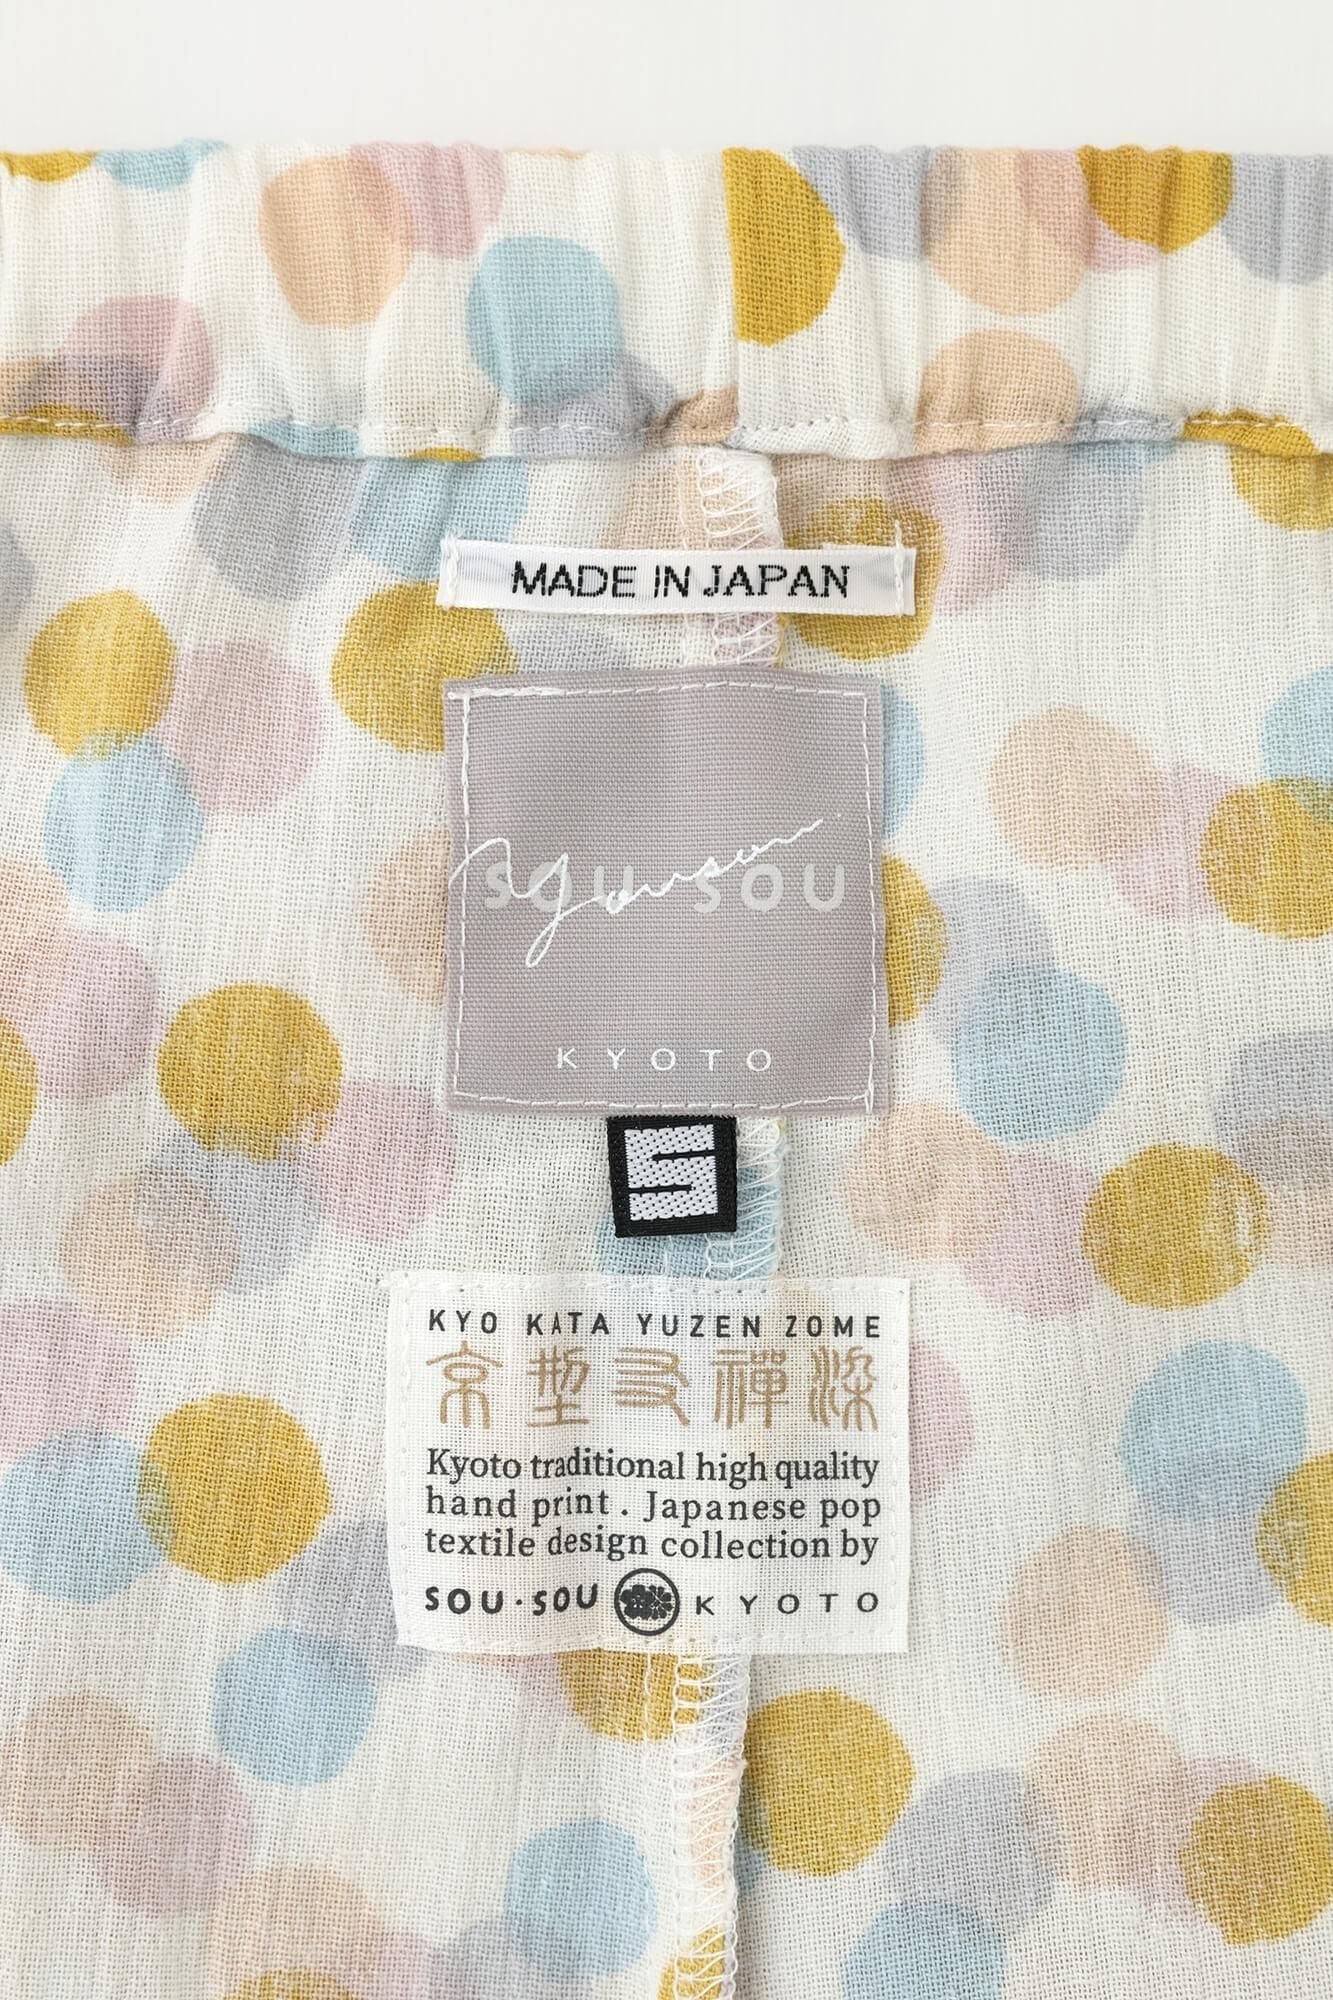 MADE IN JAPAN
SOU·SOU
KYOTO
S
KYO KATA YUZEN ZOME
京型友禅染
Kyoto traditional high quality
hand print . Japanese pop
textile design collection by
SOU·SOU KYOTO